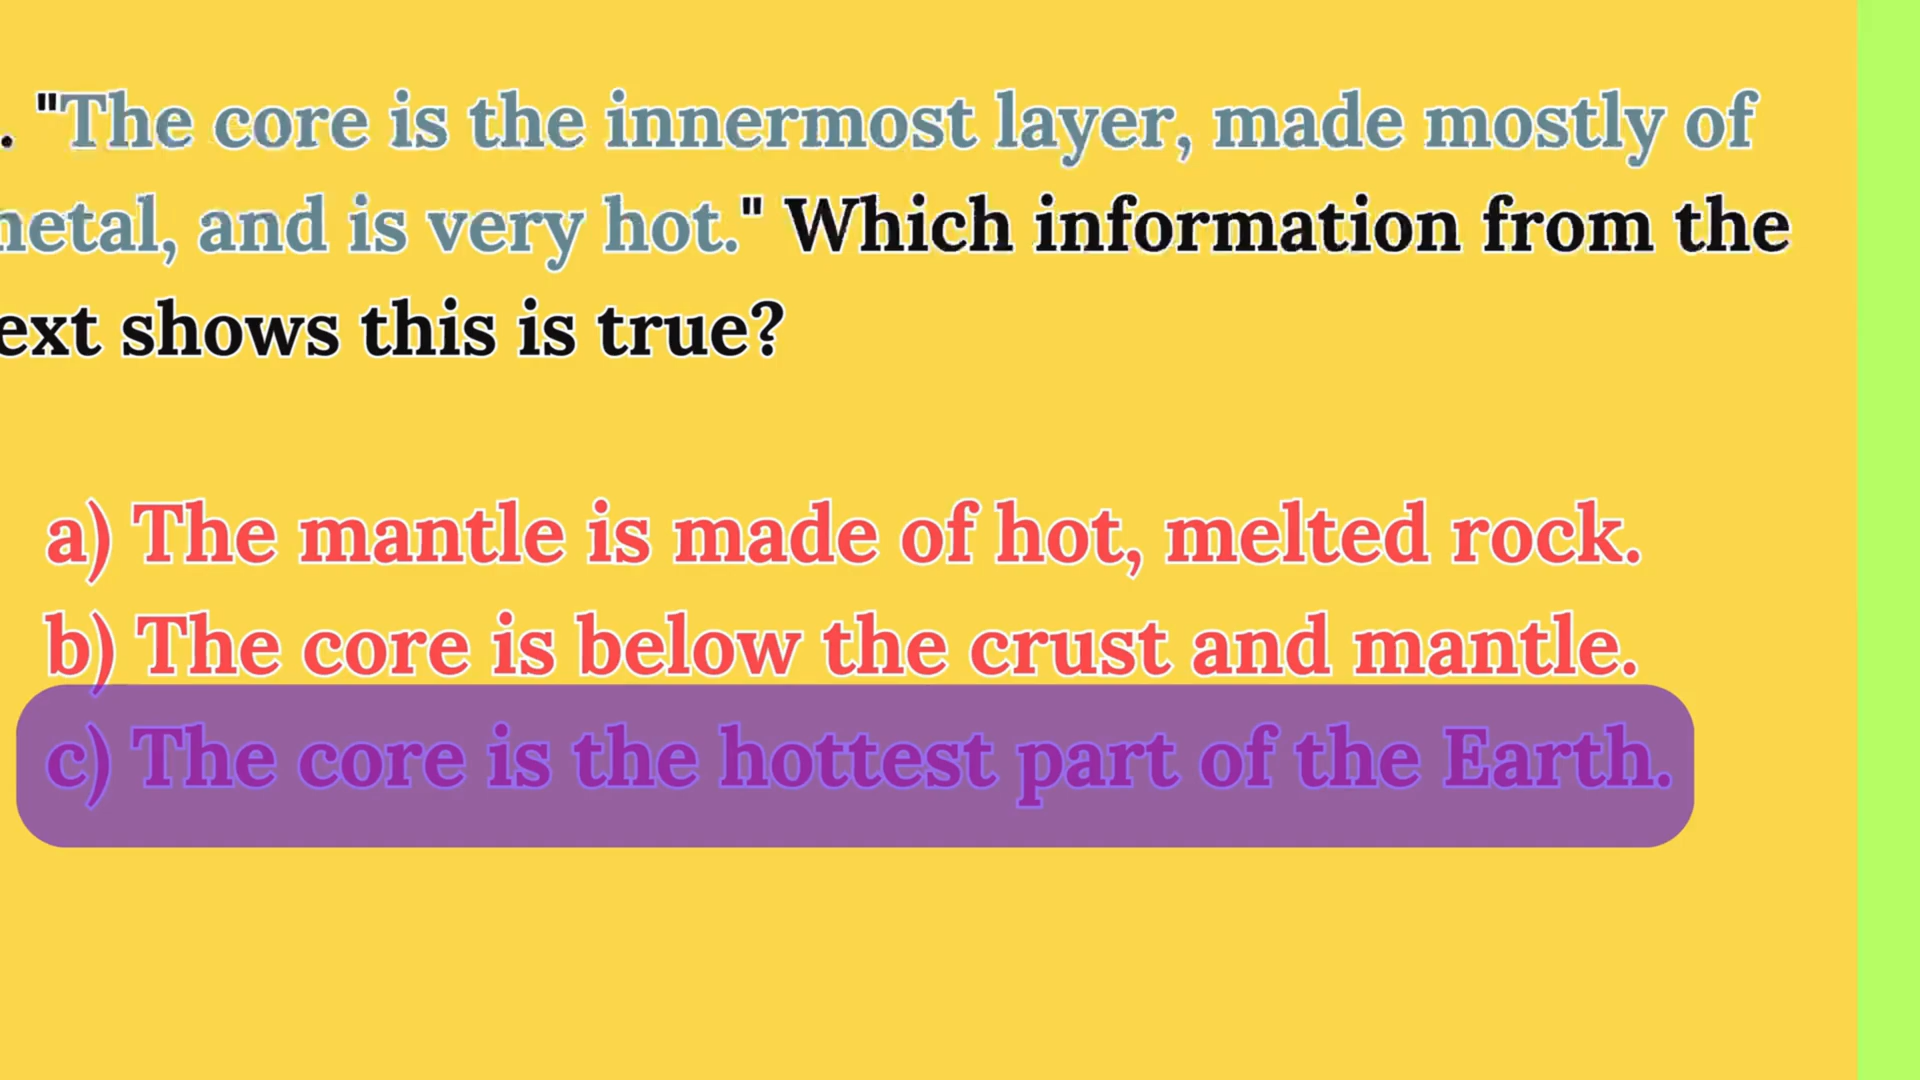 . "The core is the innermost layer, made mostly of
etal, and is very hot." Which information from the
ext shows this is true?
a) The mantle is made of hot, melted rock.
b) The core is below the crust and mantle.
c) The core is the hottest part of the Earth.